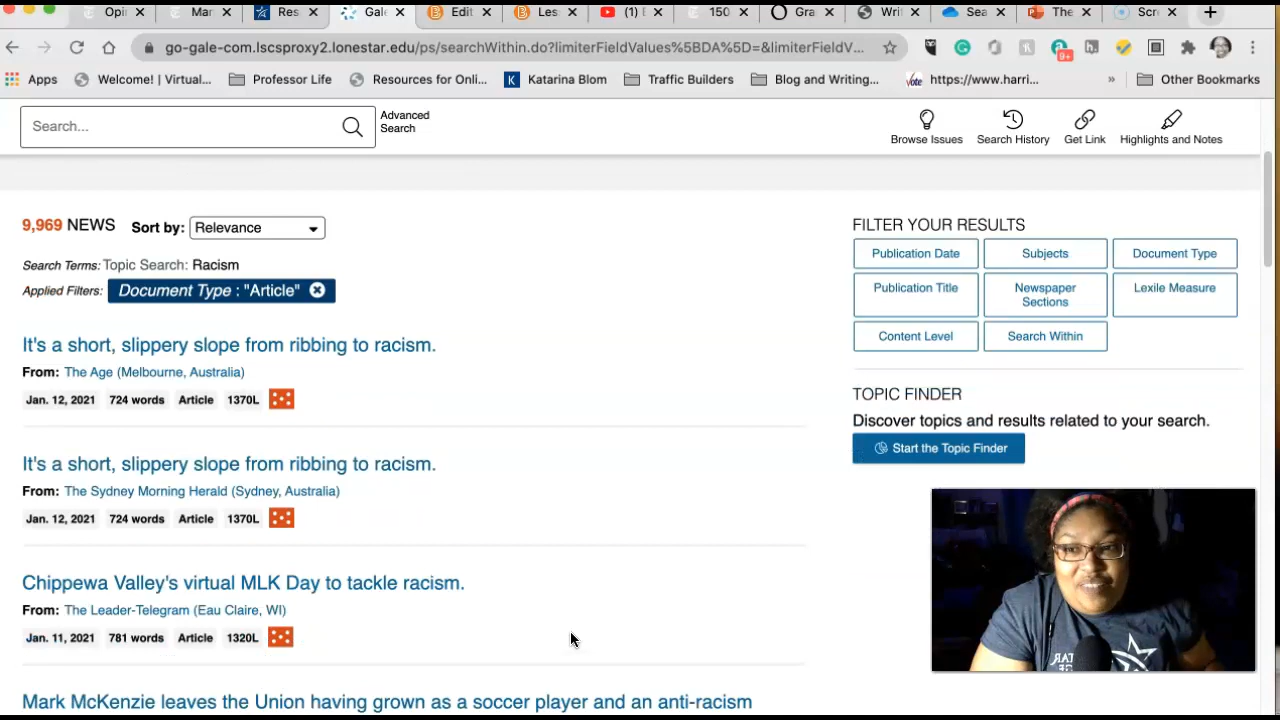 Opini
Mar
Res
Gale
Edit
Les
(1) E
150
Gra
Writ
Sea
The
Scr
go-gale-com.lscsproxy2.lonestar.edu/ps/searchWithin.do?limiterFieldValues%5BDA%5D=&limiterFieldV...
9+
Apps Welcome! | Virtual... Professor Life Resources for Onli... K Katarina Blom Traffic Builders Blog and Writing... vote https://www.harri... » Other Bookmarks
Search...
Advanced
Search
Browse Issues Search History Get Link Highlights and Notes
9,969 NEWS Sort by: Relevance
Search Terms: Topic Search: Racism
Applied Filters: Document Type : "Article"
It's a short, slippery slope from ribbing to racism.
From: The Age (Melbourne, Australia)
Jan. 12, 2021 724 words Article 1370L
It's a short, slippery slope from ribbing to racism.
From: The Sydney Morning Herald (Sydney, Australia)
Jan. 12, 2021 724 words Article 1370L
Chippewa Valley's virtual MLK Day to tackle racism.
From: The Leader-Telegram (Eau Claire, WI)
Jan. 11, 2021 781 words Article 1320L
Mark McKenzie leaves the Union having grown as a soccer player and an anti-racism
FILTER YOUR RESULTS
Publication Date Subjects Document Type
Publication Title Newspaper Sections Lexile Measure
Content Level Search Within
TOPIC FINDER
Discover topics and results related to your search.
Start the Topic Finder